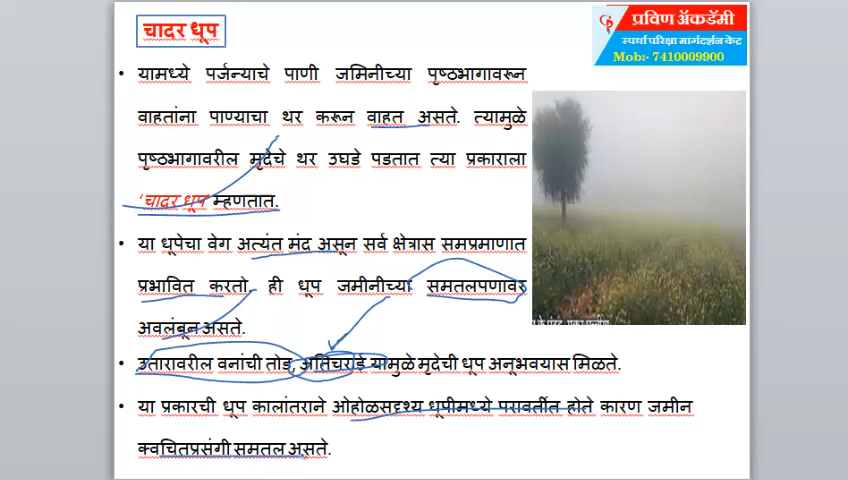 चादर धूप
प्रविण ॲकडॅमी
स्पर्धा परिक्षा मार्गदर्शन केंद्र
Mob:- 7410009900
• यामध्ये पर्जन्याचे पाणी जमिनीच्या पृष्ठभागावरून
वाहतांना पाण्याचा थर करून वाहत असते. त्यामुळे
पृष्ठभागावरील मृदेचे थर उघडे पडतात त्या प्रकाराला
‘चादर धूप’ म्हणतात.
• या धूपेचा वेग अत्यंत मंद असून सर्व क्षेत्रास समप्रमाणात
प्रभावित करतो. ही धूप जमीनीच्या समतलपणावर
अवलंबून असते.
• उतारावरील वनांची तोड, अतिचराई यामुळे मृदेची धूप अनूभवयास मिळते.
• या प्रकारची धूप कालांतराने ओहोळसदृश्य धूपीमध्ये परावर्तीत होते कारण जमीन
क्वचितप्रसंगी समतल असते.